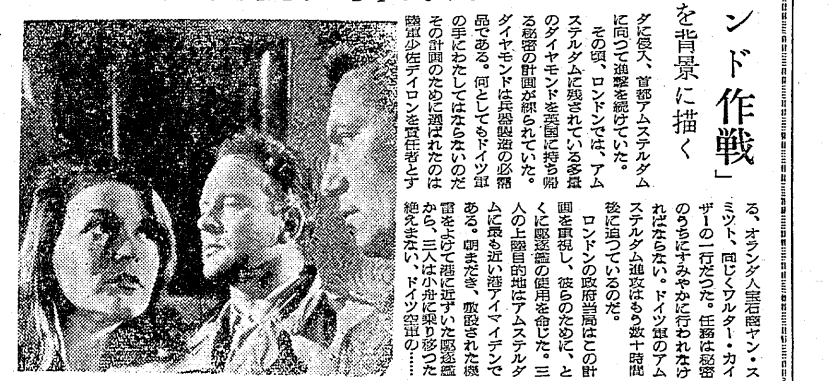 ンド作戦」
を背景に描く
ダに侵入、首都アムステルダム
に向つて進撃を続けていた。
その頃、ロンドンでは、アム
ステルダムに残されている多量
のダイヤモンドを英国に持ち帰
る秘密の計画が練られていた。
ダイヤモンドは兵器製造の必需
品である。何としてもドイツ軍
の手にわたしてはならないのだ
その計画のために選ばれたのは
陸軍少佐デイロンを責任者とす
る、オランダ人宝石商ヤン・ス
ミツト、同じくワルター・カイ
ザーの一行だつた。任務は秘密
のうちにすみやかに行なわれなけ
ればならない。ドイツ軍のアム
ステルダム進攻はもう数十時間
後に迫つているのだ。
ロンドンの政府当局はこの計
画を重視し、彼らのために、と
くに駆逐艦の使用を命じた。三
人の上陸目的地はアムステルダ
ムに最も近い港アイマイデンで
ある。朝まだき、敷設された機
雷をよけて港に近ずいた駆逐艦
から、三人は小舟に乗り移つた
絶えまない、ドイツ空軍の……